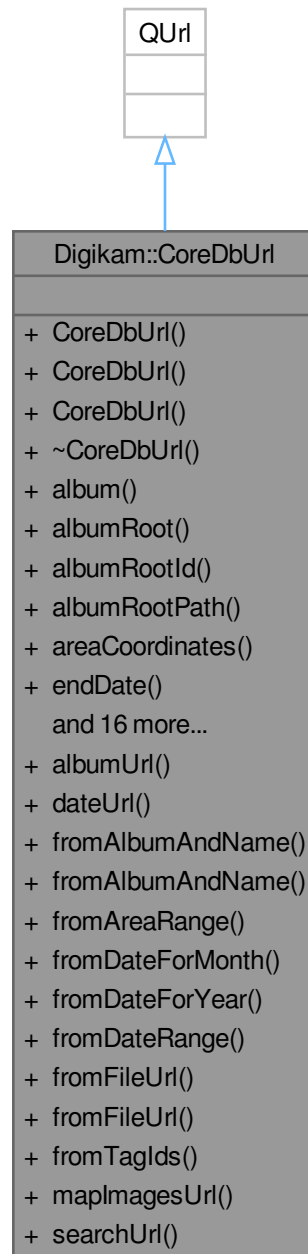 QUrl
Digikam::CoreDbUrl
+ CoreDbUrl()
+ CoreDbUrl()
+ CoreDbUrl()
+ ~CoreDbUrl()
+ album()
+ albumRoot()
+ albumRootId()
+ albumRootPath()
+ areaCoordinates()
+ endDate()
and 16 more...
+ albumUrl()
+ dateUrl()
+ fromAlbumAndName()
+ fromAlbumAndName()
+ fromAreaRange()
+ fromDateForMonth()
+ fromDateForYear()
+ fromDateRange()
+ fromFileUrl()
+ fromFileUrl()
+ fromTagIds()
+ mapImagesUrl()
+ searchUrl()